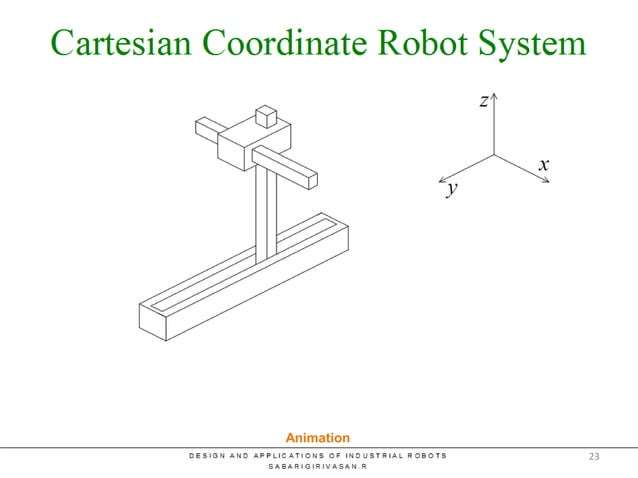 Cartesian Coordinate Robot System
z
x
y
Animation
DESIGN AND APPLICATIONS OF INDUSTRIAL ROBOTS
SABARIGIRIVASAN.R
23